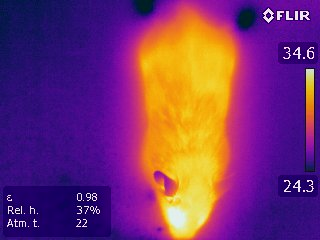 FLIR
34.6
24.3
ε 0.98
Rel. h. 37%
Atm. t. 22